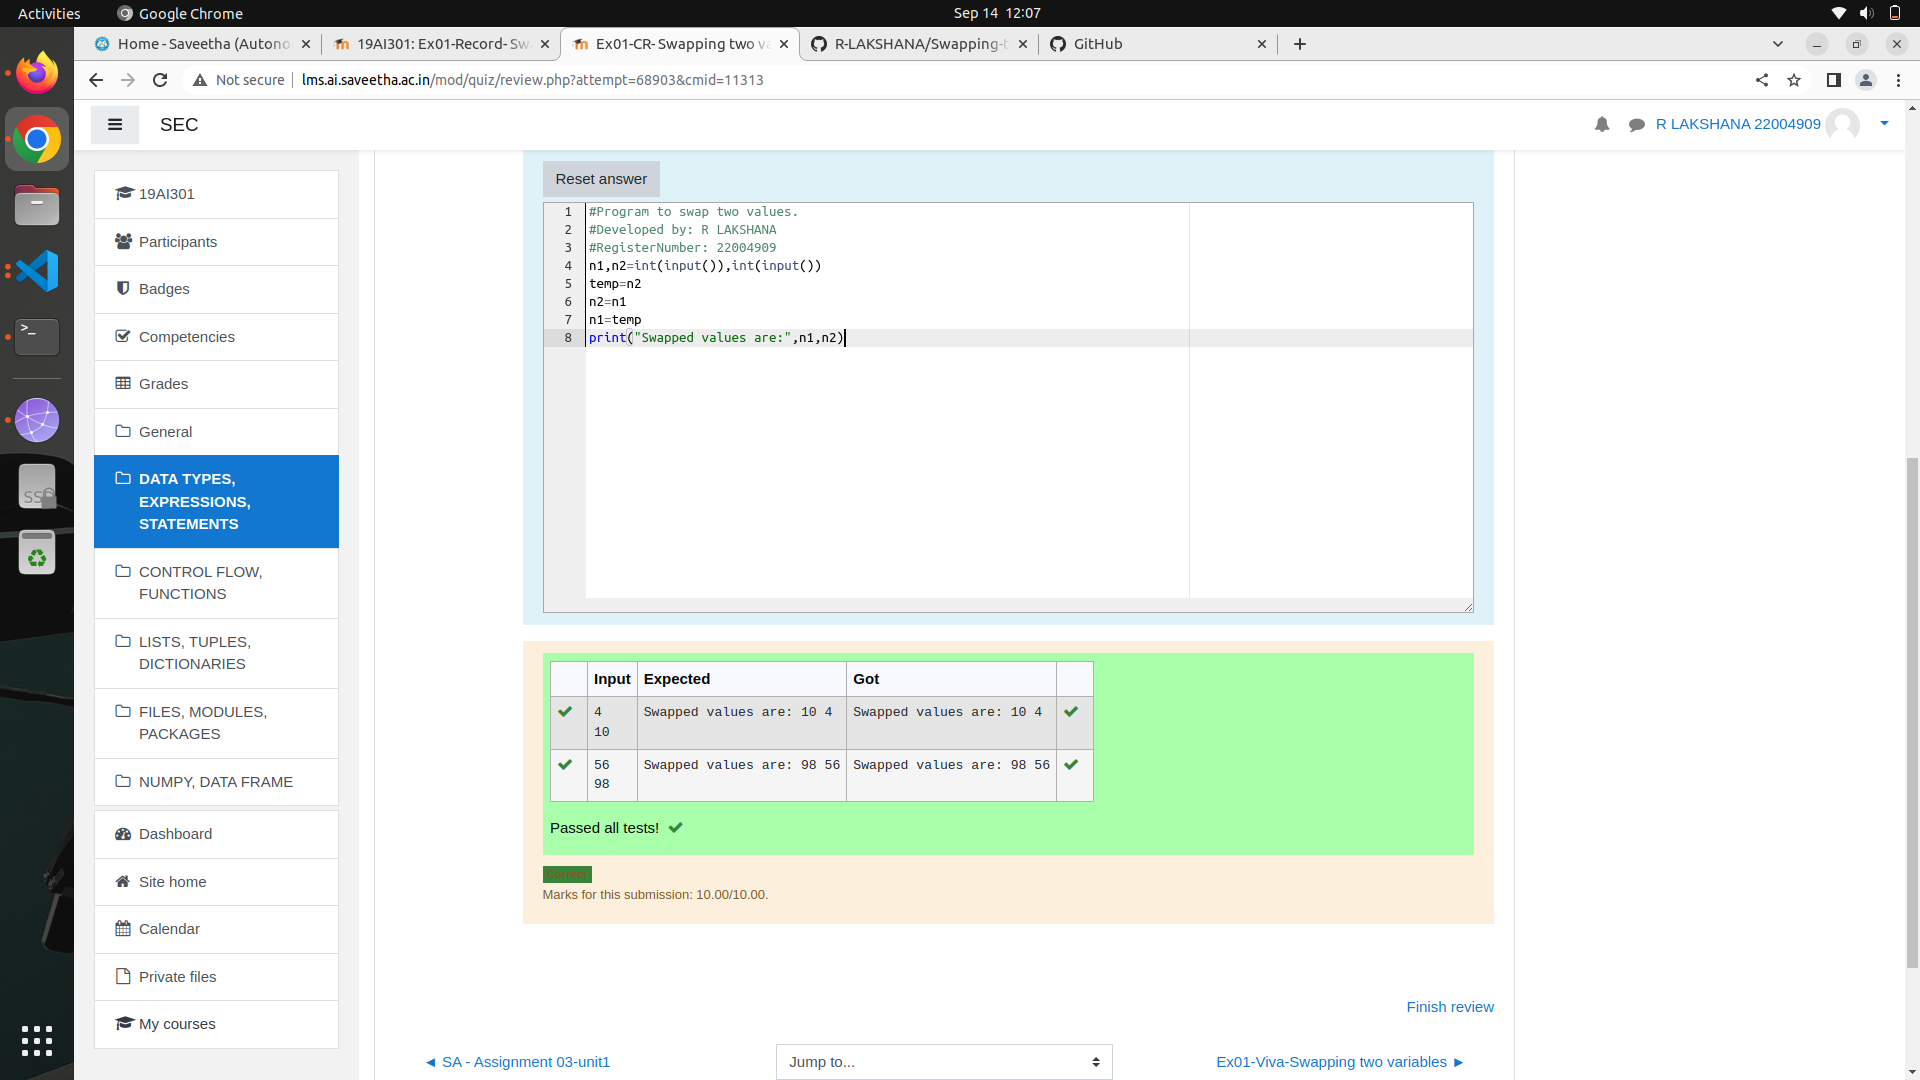 Activities
Google Chrome
Sep 14 12:07
Home - Saveetha (Autono
19AI301: Ex01-Record- Sw
Ex01-CR- Swapping two va
R-LAKSHANA/Swapping-t
GitHub
Not secure
lms.ai.saveetha.ac.in/mod/quiz/review.php?attempt=68903&cmid=11313
SEC
R LAKSHANA 22004909
19AI301
Participants
Badges
Competencies
Grades
General
DATA TYPES,
EXPRESSIONS,
STATEMENTS
CONTROL FLOW,
FUNCTIONS
LISTS, TUPLES,
DICTIONARIES
FILES, MODULES,
PACKAGES
NUMPY, DATA FRAME
Dashboard
Site home
Calendar
Private files
My courses
Reset answer
1 #Program to swap two values.
2 #Developed by: R LAKSHANA
3 #RegisterNumber: 22004909
4 n1,n2=int(input()),int(input())
5 temp=n2
6 n2=n1
7 n1=temp
8 print("Swapped values are:",n1,n2)
Input Expected Got
4 Swapped values are: 10 4 Swapped values are: 10 4
10
56 Swapped values are: 98 56 Swapped values are: 98 56
98
Passed all tests!
Correct
Marks for this submission: 10.00/10.00.
Finish review
◄ SA - Assignment 03-unit1
Jump to...
Ex01-Viva-Swapping two variables ►
SSD
>_